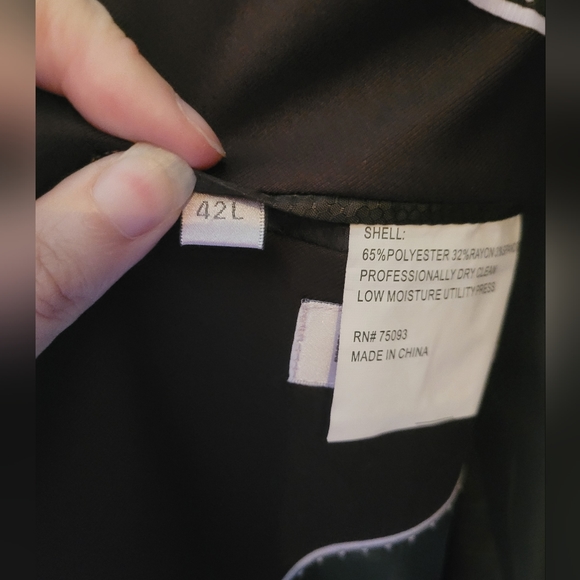 42L
SHELL:
65%POLYESTER 32%RAYON
PROFESSIONALLY DRY CLEAN
LOW MOISTURE UTILITY PRESS
RN# 75093
MADE IN CHINA